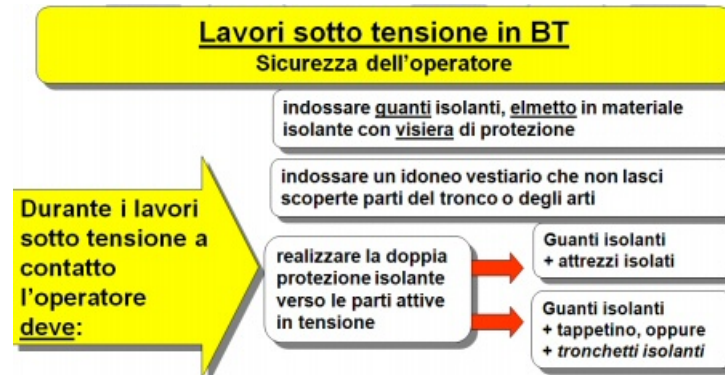 Lavori sotto tensione in BT
Sicurezza dell'operatore
indossare guanti isolanti, elmetto in materiale
isolante con visiera di protezione
indossare un idoneo vestiario che non lasci
scoperte parti del tronco o degli arti
Durante i lavori
sotto tensione a
contatto
l'operatore
deve:
realizzare la doppia
protezione isolante
verso le parti attive
in tensione
Guanti isolanti
+ attrezzi isolati
Guanti isolanti
+ tappetino, oppure
+ tronchetti isolanti